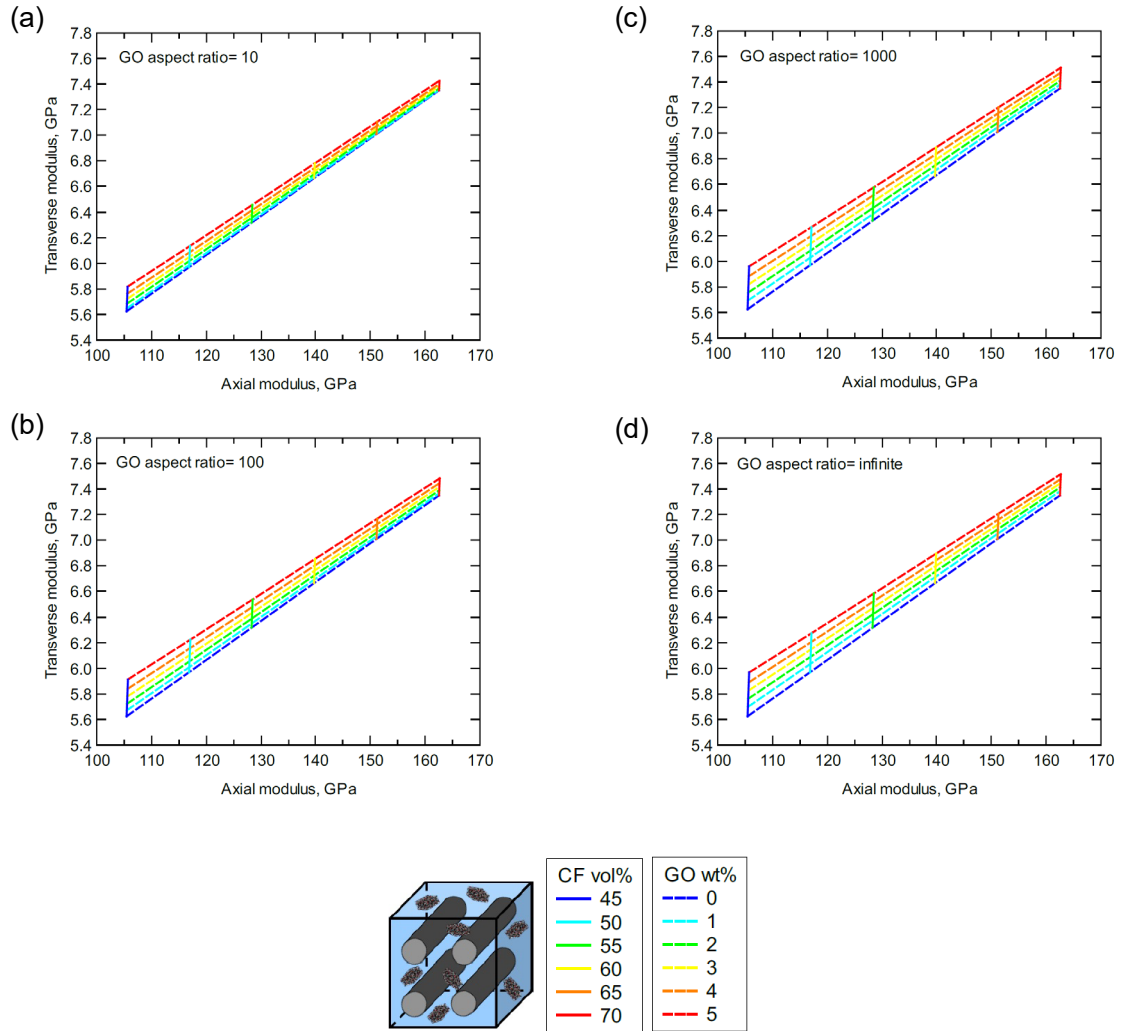 (a)
GO aspect ratio= 10
Transverse modulus, GPa
7.8
7.6
7.4
7.2
7.0
6.8
6.6
6.4
6.2
6.0
5.8
5.6
5.4
100 110 120 130 140 150 160 170
Axial modulus, GPa
(c)
GO aspect ratio= 1000
Transverse modulus, GPa
7.8
7.6
7.4
7.2
7.0
6.8
6.6
6.4
6.2
6.0
5.8
5.6
5.4
100 110 120 130 140 150 160 170
Axial modulus, GPa
(b)
GO aspect ratio= 100
Transverse modulus, GPa
7.8
7.6
7.4
7.2
7.0
6.8
6.6
6.4
6.2
6.0
5.8
5.6
5.4
100 110 120 130 140 150 160 170
Axial modulus, GPa
(d)
GO aspect ratio= infinite
Transverse modulus, GPa
7.8
7.6
7.4
7.2
7.0
6.8
6.6
6.4
6.2
6.0
5.8
5.6
5.4
100 110 120 130 140 150 160 170
Axial modulus, GPa
CF vol%
45
50
55
60
65
70
GO wt%
0
1
2
3
4
5